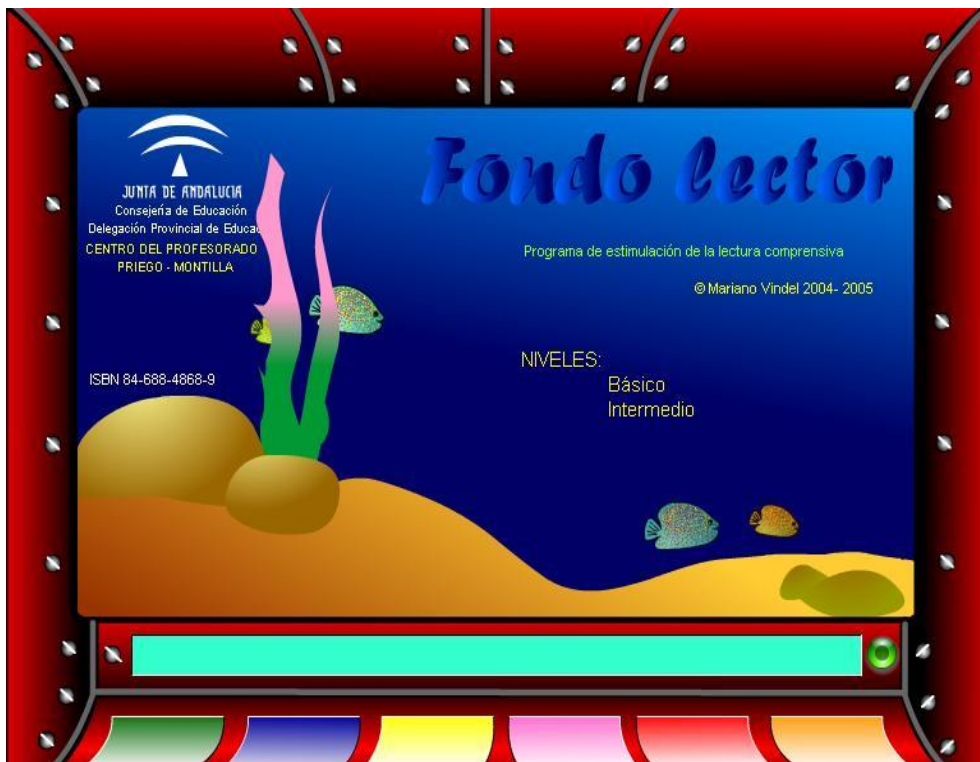 JUNTA DE ANDALUCIA
Consejería de Educación
Delegación Provincial de Educac
CENTRO DEL PROFESORADO
PRIEGO - MONTILLA
ISBN 84-688-4868-9
Fondo lector
Programa de estimulación de la lectura comprensiva
© Mariano Vindel 2004- 2005
NIVELES:
Básico
Intermedio